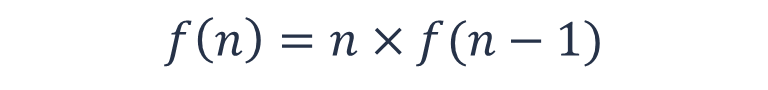 f(n) = n × f(n − 1)